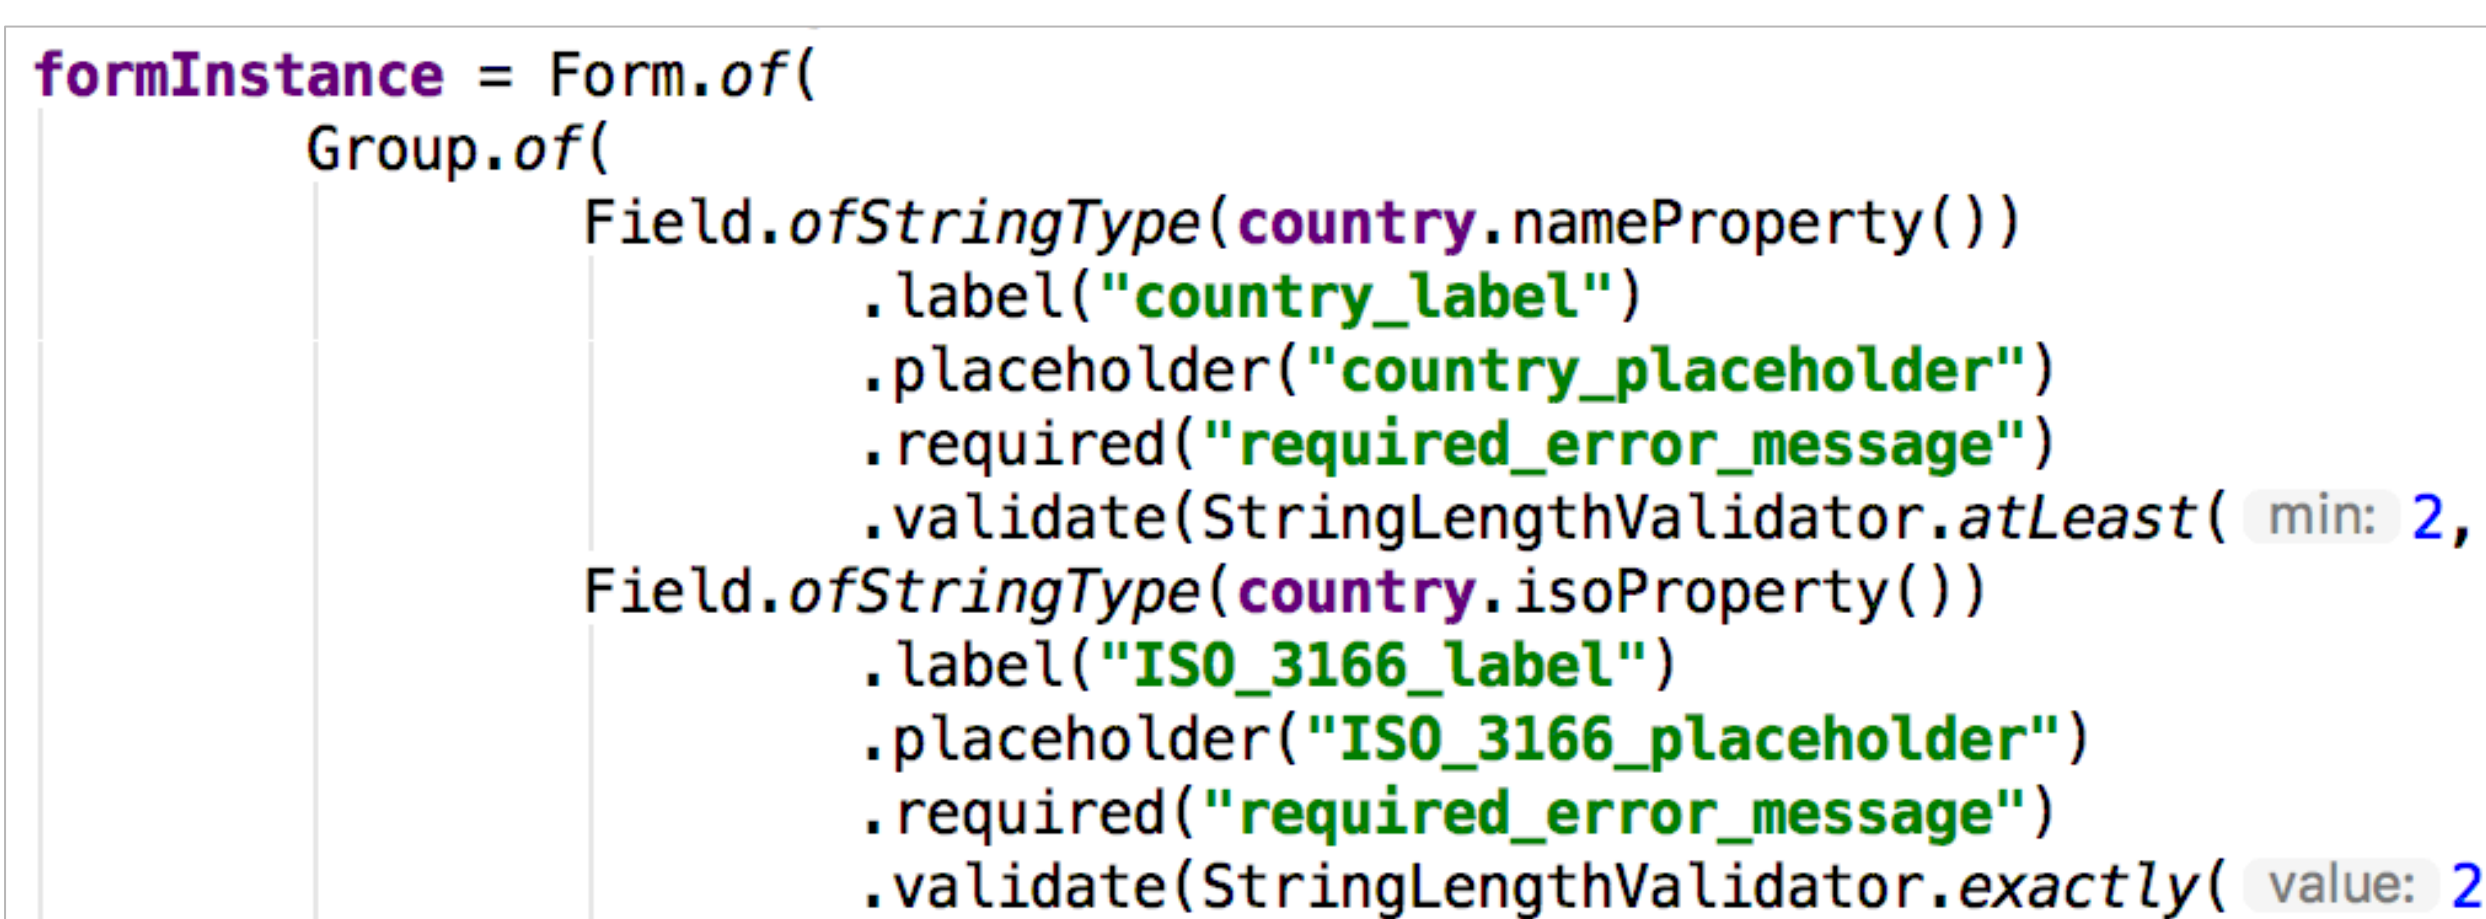 formInstance = Form.of(
Group.of(
Field.ofStringType(country.nameProperty())
.label("country_label")
.placeholder("country_placeholder")
.required("required_error_message")
.validate(StringLengthValidator.atLeast( min: 2,
Field.ofStringType(country.isoProperty())
.label("ISO_3166_label")
.placeholder("ISO_3166_placeholder")
.required("required_error_message")
.validate(StringLengthValidator.exactly( value: 2